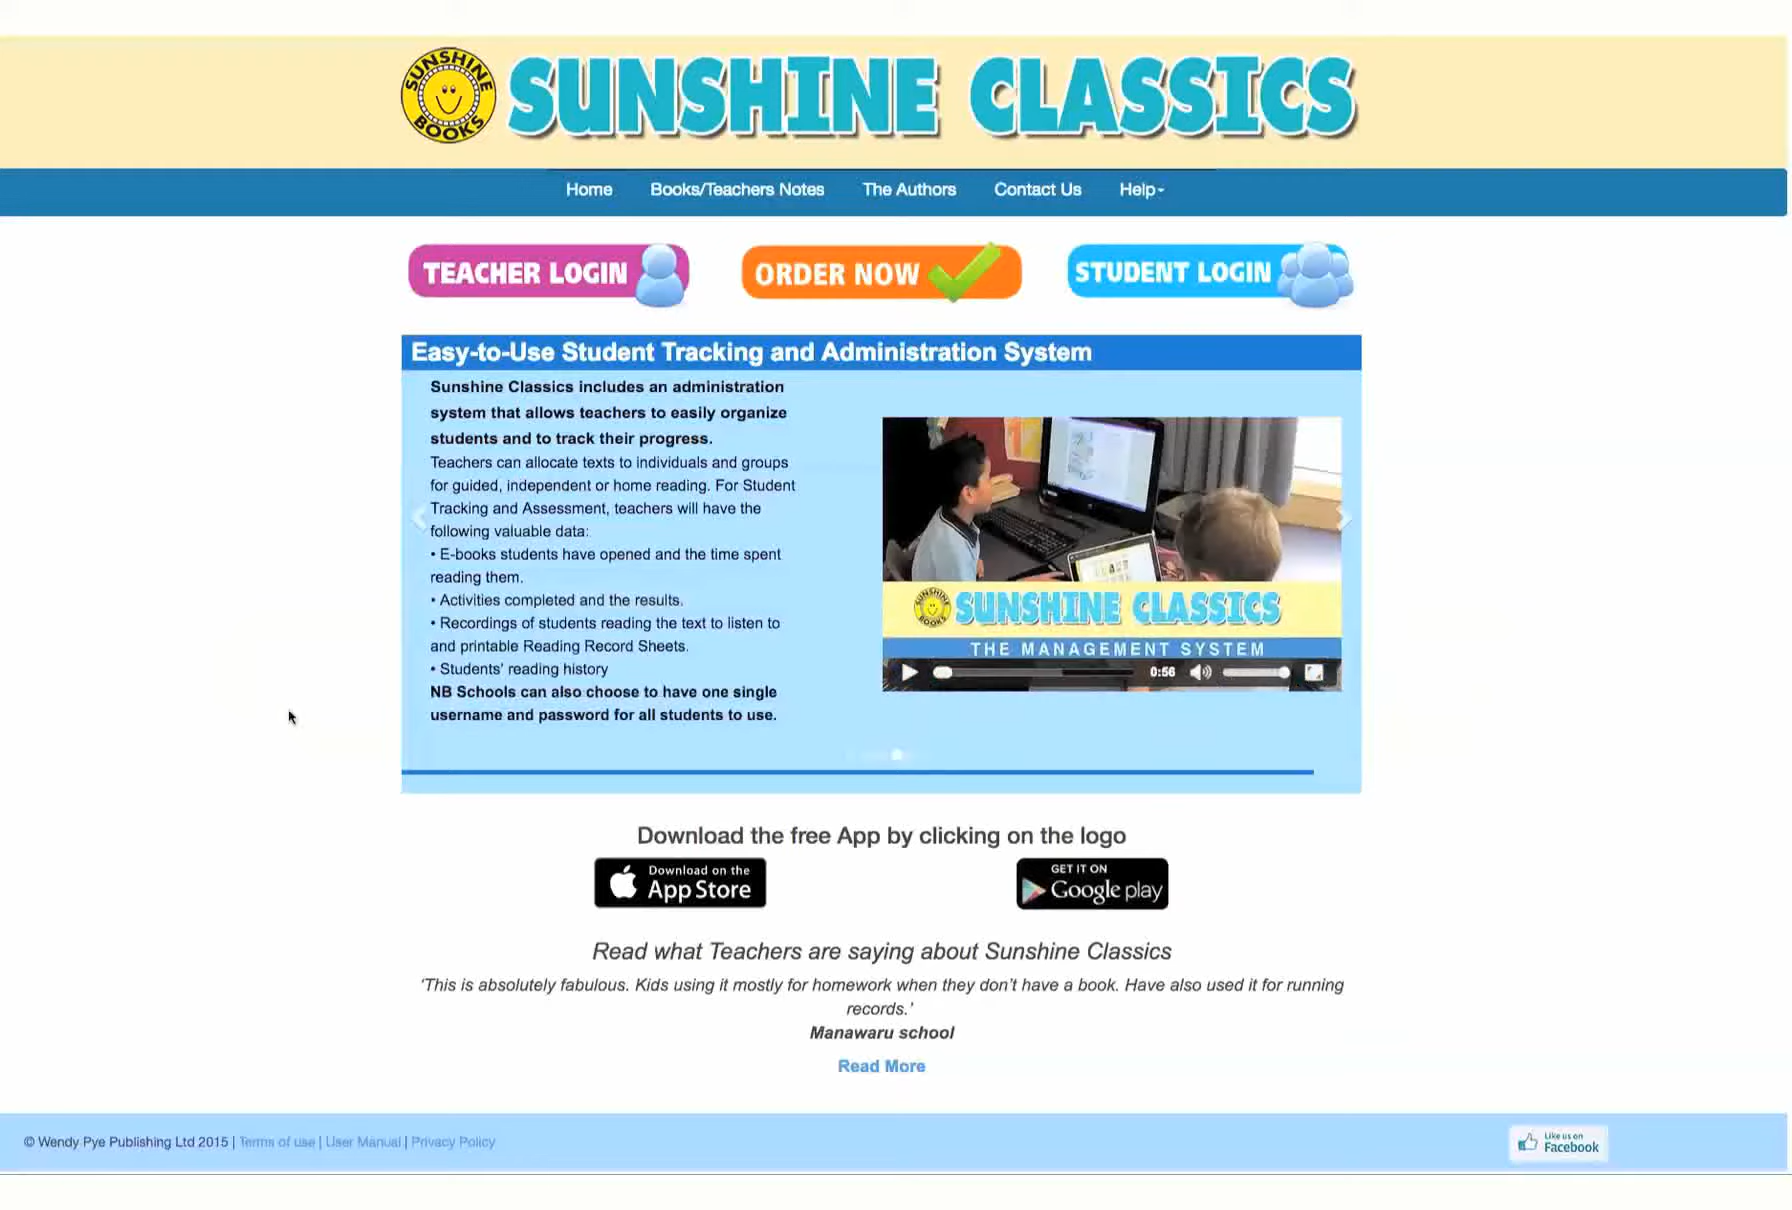 SUNSHINE BOOKS
SUNSHINE CLASSICS
Home
Books/Teachers Notes
The Authors
Contact Us
Help
TEACHER LOGIN
ORDER NOW
STUDENT LOGIN
Easy-to-Use Student Tracking and Administration System
Sunshine Classics includes an administration
system that allows teachers to easily organize
students and to track their progress.
Teachers can allocate texts to individuals and groups
for guided, independent or home reading. For Student
Tracking and Assessment, teachers will have the
following valuable data:
• E-books students have opened and the time spent
reading them.
• Activities completed and the results.
• Recordings of students reading the text to listen to
and printable Reading Record Sheets.
• Students' reading history
NB Schools can also choose to have one single
username and password for all students to use.
SUNSHINE BOOKS
SUNSHINE CLASSICS
THE MANAGEMENT SYSTEM
0:56
Download the free App by clicking on the logo
Download on the
App Store
GET IT ON
Google play
Read what Teachers are saying about Sunshine Classics
‘This is absolutely fabulous. Kids using it mostly for homework when they don’t have a book. Have also used it for running
records.’
Manawaru school
Read More
© Wendy Pye Publishing Ltd 2015 | Terms of use | User Manual | Privacy Policy
Like us on
Facebook